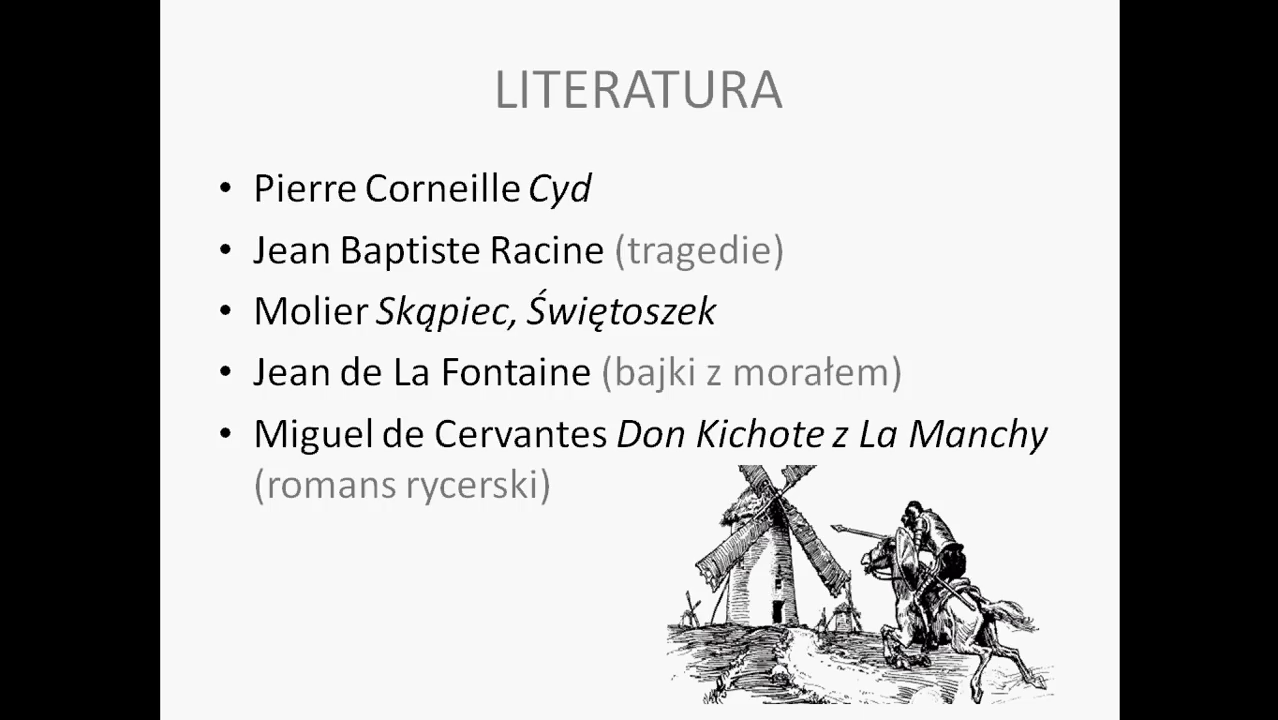 LITERATURA
• Pierre Corneille Cyd
• Jean Baptiste Racine (tragedie)
• Molier Skąpiec, Świętoszek
• Jean de La Fontaine (bajki z morałem)
• Miguel de Cervantes Don Kichote z La Manchy
(romans rycerski)